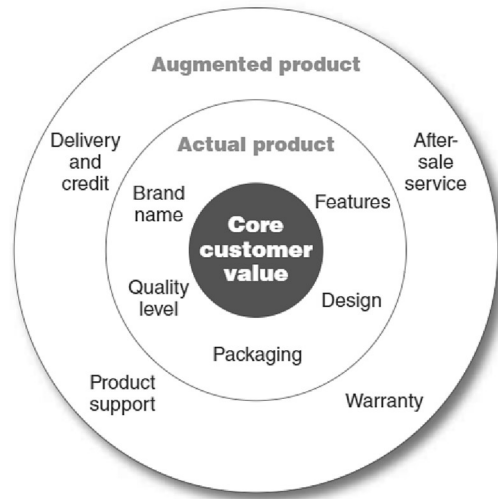 Augmented product
Delivery
and
credit
After-
sale
service
Actual product
Brand
name
Features
Core
customer
value
Quality
level
Design
Packaging
Product
support
Warranty